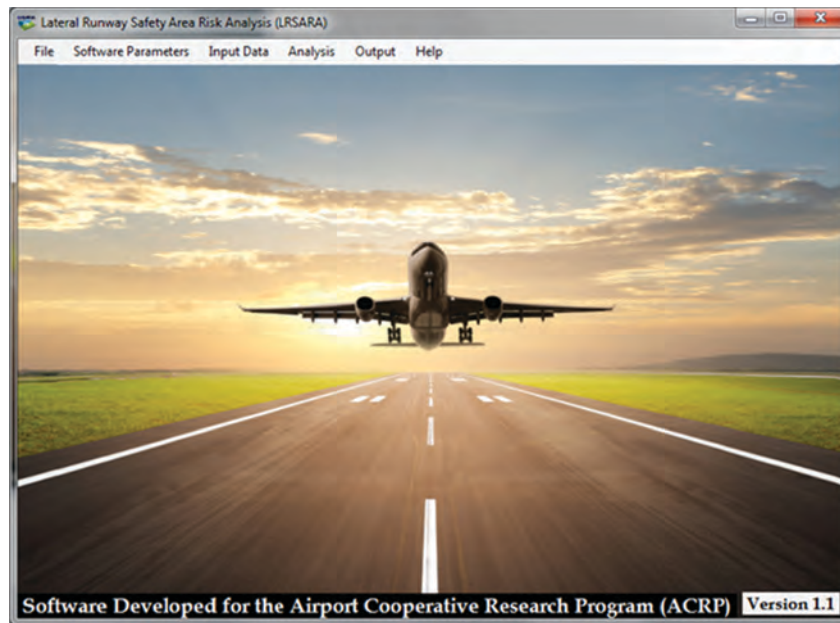 Lateral Runway Safety Area Risk Analysis (LRSARA)
File Software Parameters Input Data Analysis Output Help
Software Developed for the Airport Cooperative Research Program (ACRP) Version 1.1